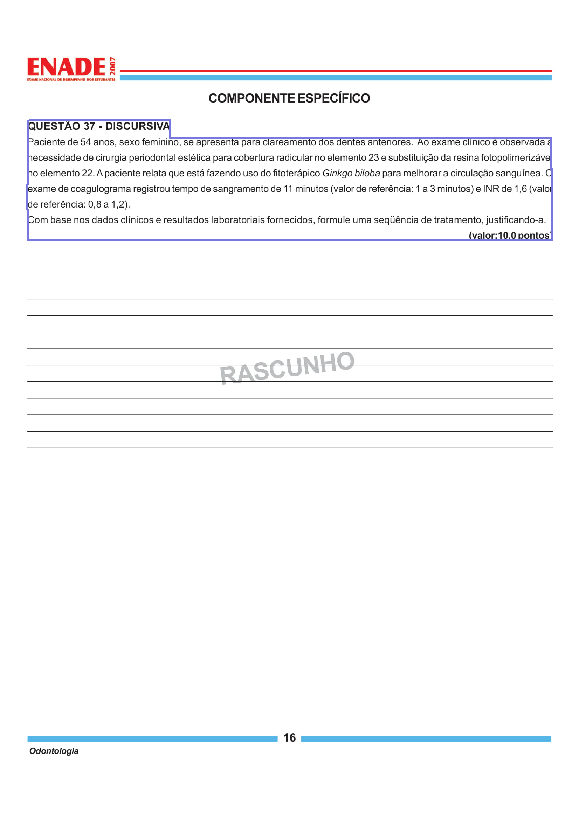 ENADE 2007
EXAME NACIONAL DE DESEMPENHO DOS ESTUDANTES
COMPONENTE ESPECÍFICO
QUESTÃO 37 - DISCURSIVA
Paciente de 54 anos, sexo feminino, se apresenta para clareamento dos dentes anteriores. Ao exame clínico é observada a
necessidade de cirurgia periodontal estética para cobertura radicular no elemento 23 e substituição da resina fotopolimerizável
no elemento 22. A paciente relata que está fazendo uso do fitoterápico Ginkgo biloba para melhorar a circulação sanguínea. O
exame de coagulograma registrou tempo de sangramento de 11 minutos (valor de referência: 1 a 3 minutos) e INR de 1,6 (valor
de referência: 0,8 a 1,2).
Com base nos dados clínicos e resultados laboratoriais fornecidos, formule uma seqüência de tratamento, justificando-a.
(valor:10,0 pontos)
RASCUNHO
16
Odontologia